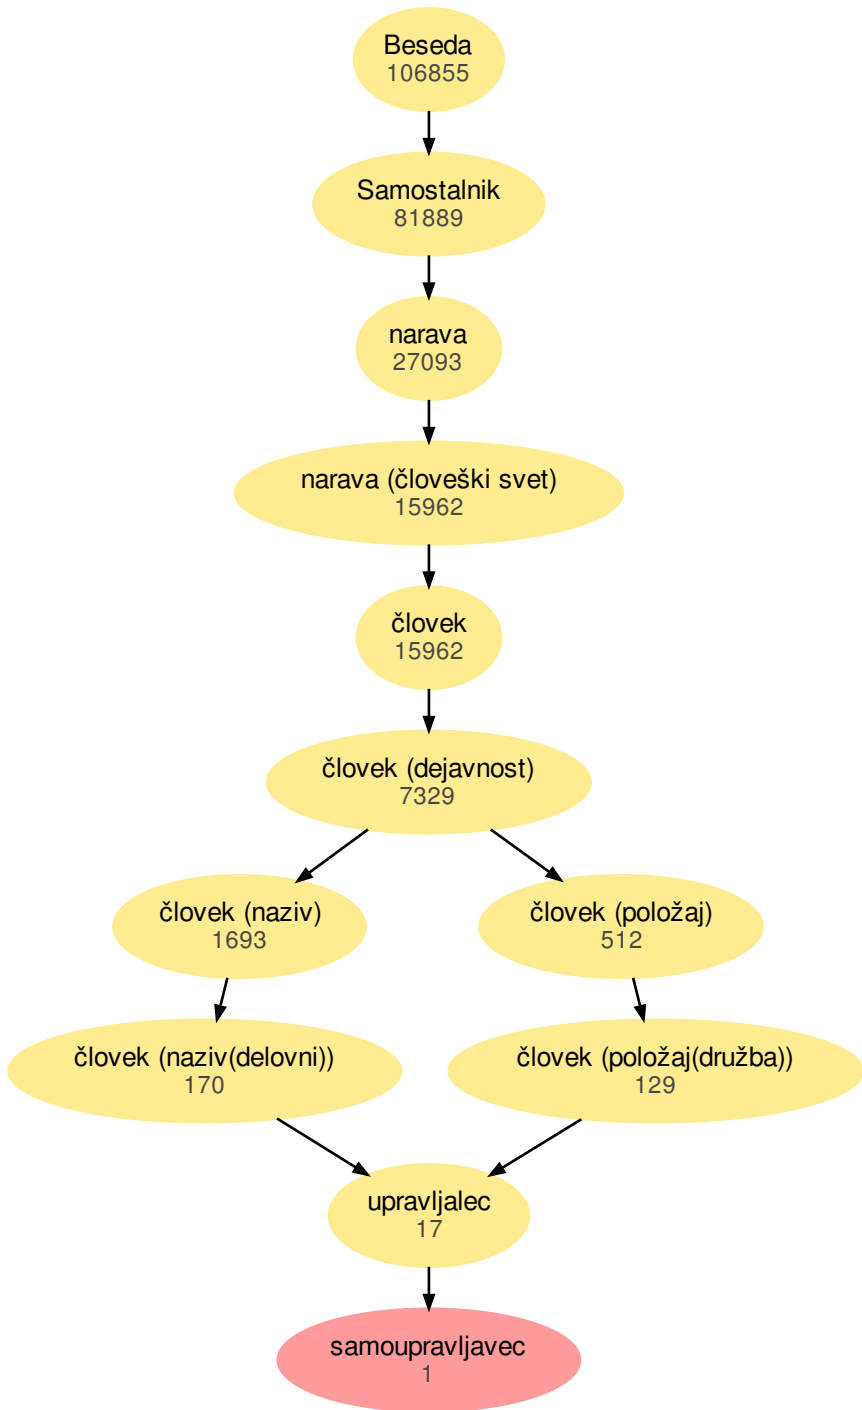 Beseda
106855
Samostalnik
81889
narava
27093
narava (človeški svet)
15962
človek
15962
človek (dejavnost)
7329
človek (naziv)
1693
človek (položaj)
512
človek (naziv(delovni))
170
človek (položaj(družba))
129
upravljalec
17
samoupravljavec
1